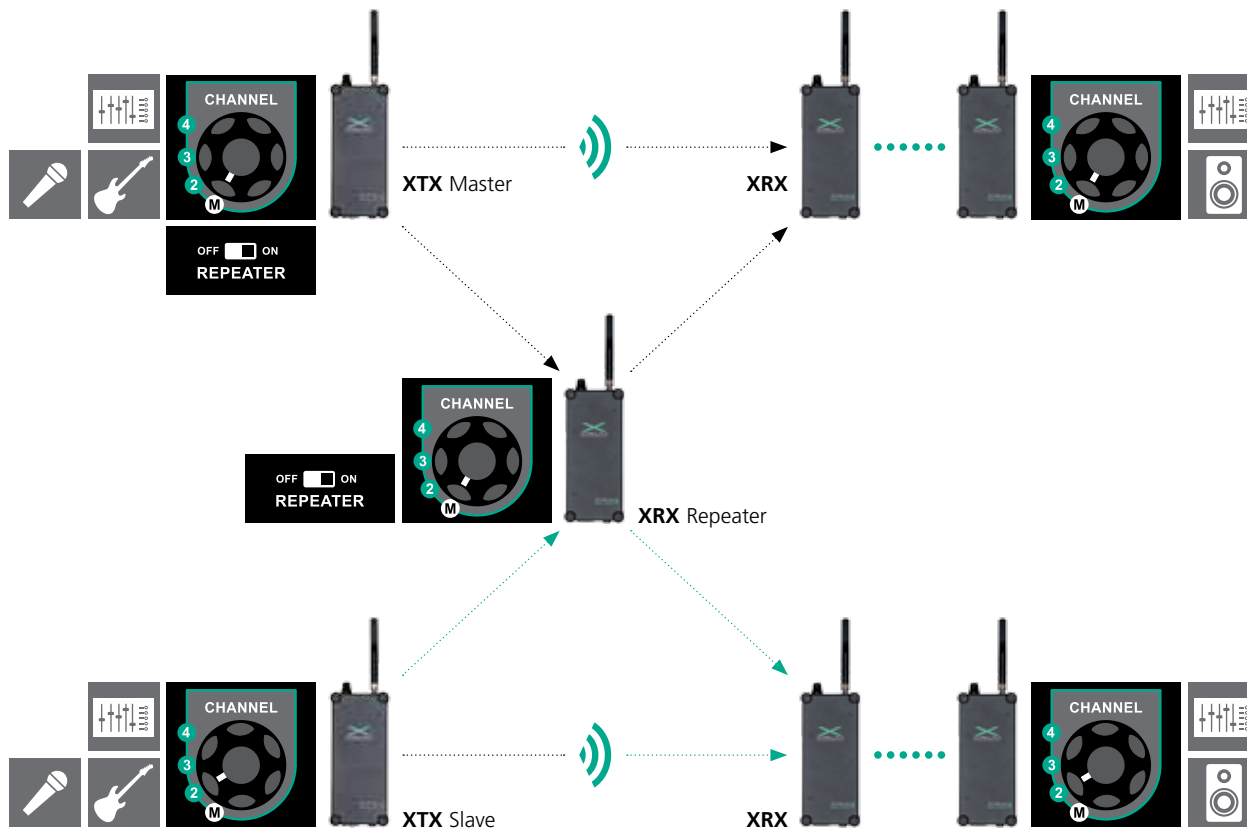 CHANNEL
4
3
2
M
XTX Master
XRX
CHANNEL
4
3
2
M
OFF ON
REPEATER
CHANNEL
4
3
2
M
OFF ON
REPEATER
XRX Repeater
CHANNEL
4
3
2
M
XTX Slave
XRX
CHANNEL
4
3
2
M